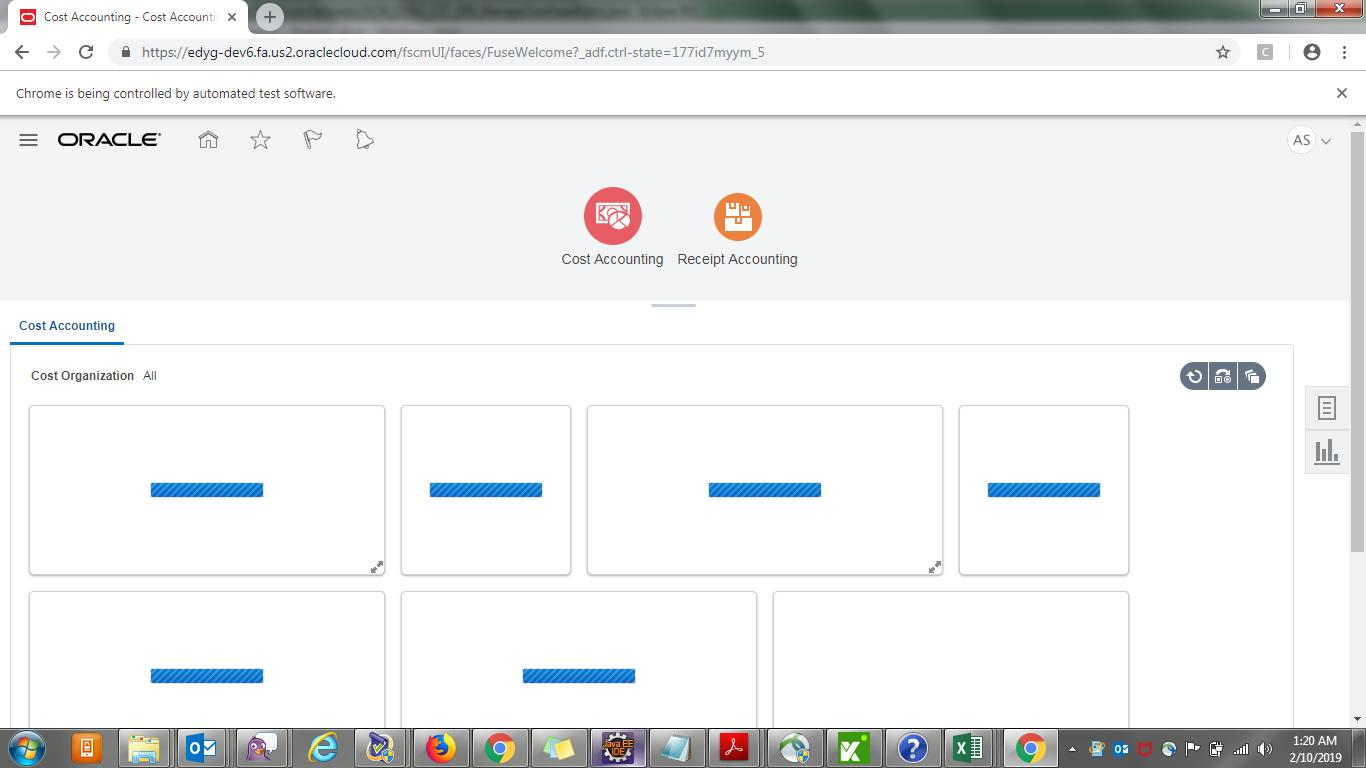 Cost Accounting - Cost Accountin
https://edyg-dev6.fa.us2.oraclecloud.com/fscmUI/faces/FuseWelcome?_adf.ctrl-state=177id7myym_5
C
Chrome is being controlled by automated test software.
ORACLE
AS
Cost Accounting
Receipt Accounting
Cost Accounting
Cost Organization All
Java EE
IDE
1:20 AM
2/10/2019